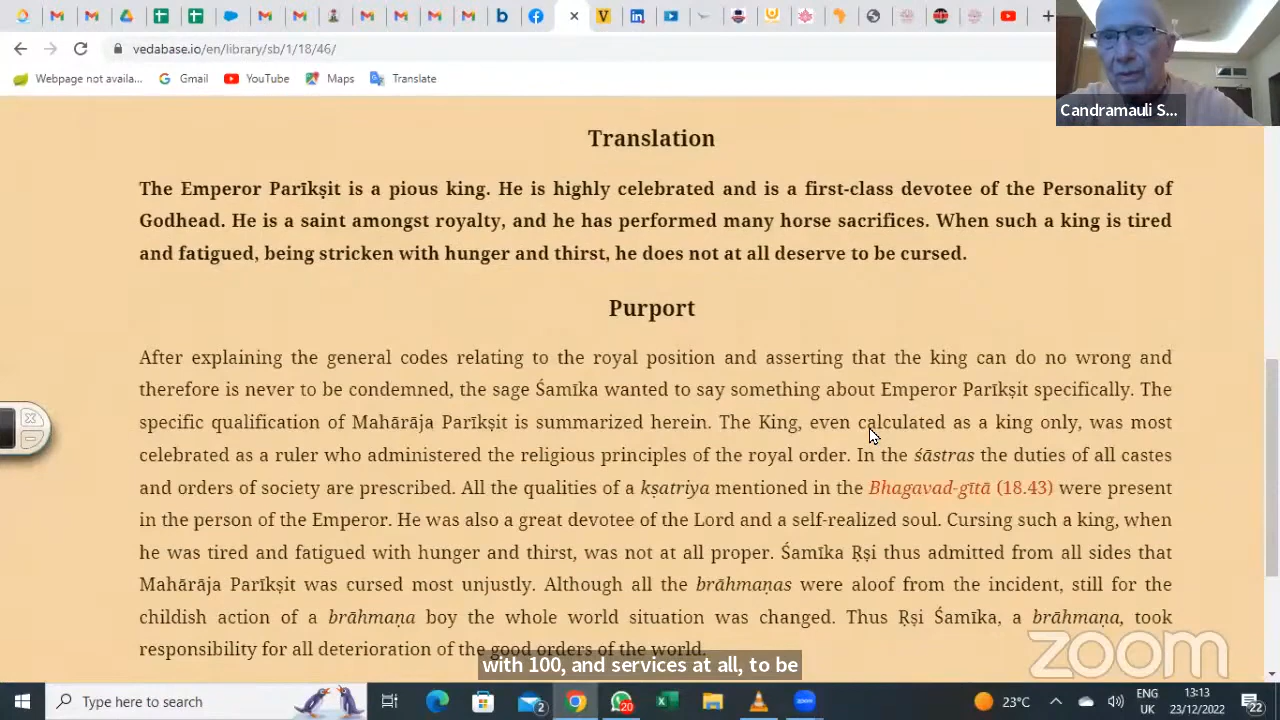 vedabase.io/en/library/sb/1/18/46/
Webpage not availa... Gmail YouTube Maps Translate
Candramauli S...
Translation
The Emperor Parīkṣit is a pious king. He is highly celebrated and is a first-class devotee of the Personality of
Godhead. He is a saint amongst royalty, and he has performed many horse sacrifices. When such a king is tired
and fatigued, being stricken with hunger and thirst, he does not at all deserve to be cursed.
Purport
After explaining the general codes relating to the royal position and asserting that the king can do no wrong and
therefore is never to be condemned, the sage Śamīka wanted to say something about Emperor Parīkṣit specifically. The
specific qualification of Mahārāja Parīkṣit is summarized herein. The King, even calculated as a king only, was most
celebrated as a ruler who administered the religious principles of the royal order. In the śāstras the duties of all castes
and orders of society are prescribed. All the qualities of a kṣatriya mentioned in the Bhagavad-gītā (18.43) were present
in the person of the Emperor. He was also a great devotee of the Lord and a self-realized soul. Cursing such a king, when
he was tired and fatigued with hunger and thirst, was not at all proper. Śamīka Ṛṣi thus admitted from all sides that
Mahārāja Parīkṣit was cursed most unjustly. Although all the brāhmaṇas were aloof from the incident, still for the
childish action of a brāhmaṇa boy the whole world situation was changed. Thus Ṛṣi Śamīka, a brāhmaṇa, took
responsibility for all deterioration of the good orders of the world.
with 100, and services at all, to be
zoom
Type here to search
2
20
zoom
23°C
ENG
UK
13:13
23/12/2022
22